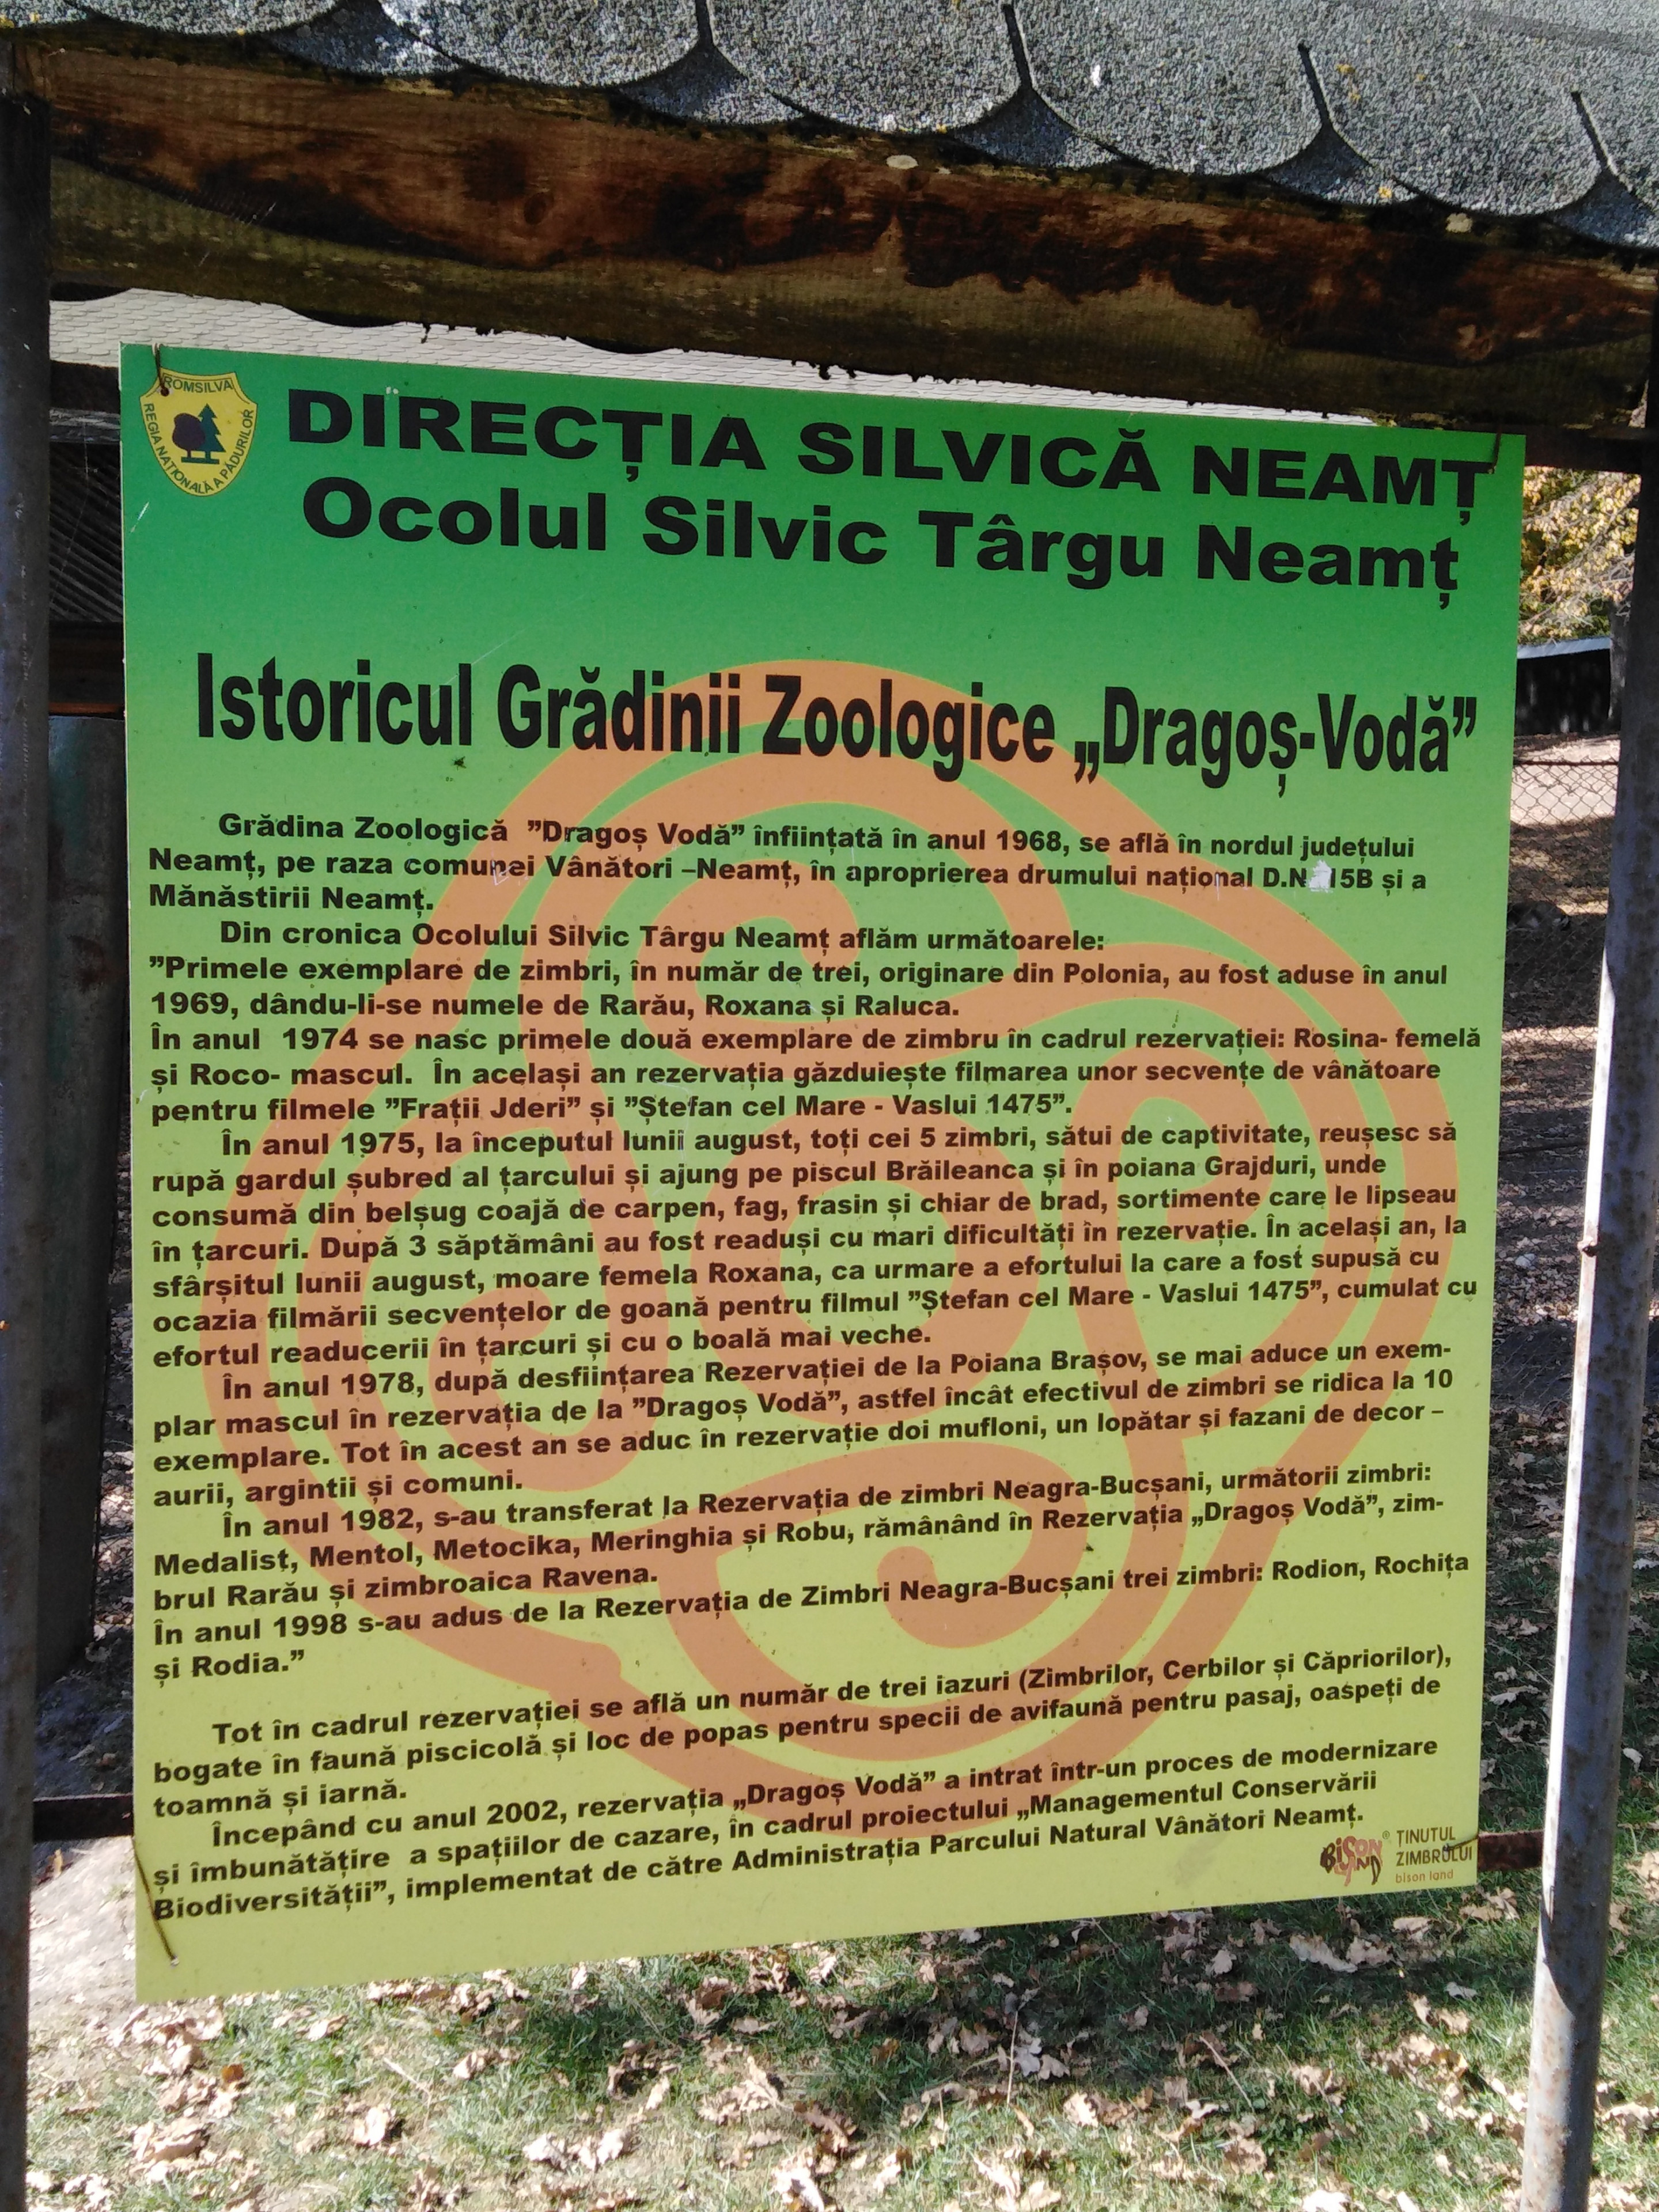 ROMSILVA
REGIA NAȚIONALĂ A PĂDURILOR
DIRECȚIA SILVICĂ NEAMȚ
Ocolul Silvic Târgu Neamț
Istoricul Grădinii Zoologice „Dragoș-Vodă”
Grădina Zoologică ”Dragoș Vodă” înființată în anul 1968, se află în nordul județului
Neamț, pe raza comunei Vânători –Neamț, în aproprierea drumului național D.N 15B și a
Mănăstirii Neamț.
Din cronica Ocolului Silvic Târgu Neamț aflăm următoarele:
”Primele exemplare de zimbri, în număr de trei, originare din Polonia, au fost aduse în anul
1969, dându-li-se numele de Rarău, Roxana și Raluca.
În anul 1974 se nasc primele două exemplare de zimbru în cadrul rezervației: Rosina- femelă
și Roco- mascul. În același an rezervația găzduiește filmarea unor secvențe de vânătoare
pentru filmele ”Frații Jderi” și ”Ștefan cel Mare - Vaslui 1475”.
În anul 1975, la începutul lunii august, toți cei 5 zimbri, sătui de captivitate, reușesc să
rupă gardul șubred al țarcului și ajung pe piscul Brăileanca și în poiana Grajduri, unde
consumă din belșug coajă de carpen, fag, frasin și chiar de brad, sortimente care le lipseau
în țarcuri. După 3 săptămâni au fost readuși cu mari dificultăți în rezervație. În același an, la
sfârșitul lunii august, moare femela Roxana, ca urmare a efortului la care a fost supusă cu
ocazia filmării secvențelor de goană pentru filmul ”Ștefan cel Mare - Vaslui 1475”, cumulat cu
efortul readucerii în țarcuri și cu o boală mai veche.
În anul 1978, după desființarea Rezervației de la Poiana Brașov, se mai aduce un exem-
plar mascul în rezervația de la ”Dragoș Vodă”, astfel încât efectivul de zimbri se ridica la 10
exemplare. Tot în acest an se aduc în rezervație doi mufloni, un lopătar și fazani de decor –
aurii, argintii și comuni.
În anul 1982, s-au transferat la Rezervația de zimbri Neagra-Bucșani, următorii zimbri:
Medalist, Mentol, Metocika, Meringhia și Robu, rămânând în Rezervația „Dragoș Vodă”, zim-
brul Rarău și zimbroaica Ravena.
În anul 1998 s-au adus de la Rezervația de Zimbri Neagra-Bucșani trei zimbri: Rodion, Rochița
și Rodia.”
Tot în cadrul rezervației se află un număr de trei iazuri (Zimbrilor, Cerbilor și Căpriorilor),
bogate în faună piscicolă și loc de popas pentru specii de avifaună pentru pasaj, oaspeți de
toamnă și iarnă.
Începând cu anul 2002, rezervația „Dragoș Vodă” a intrat într-un proces de modernizare
și îmbunătățire a spațiilor de cazare, în cadrul proiectului „Managementul Conservării
Biodiversității”, implementat de către Administrația Parcului Natural Vânători Neamț.
BISON LAND® ȚINUTUL
ZIMBRULUI
bison land